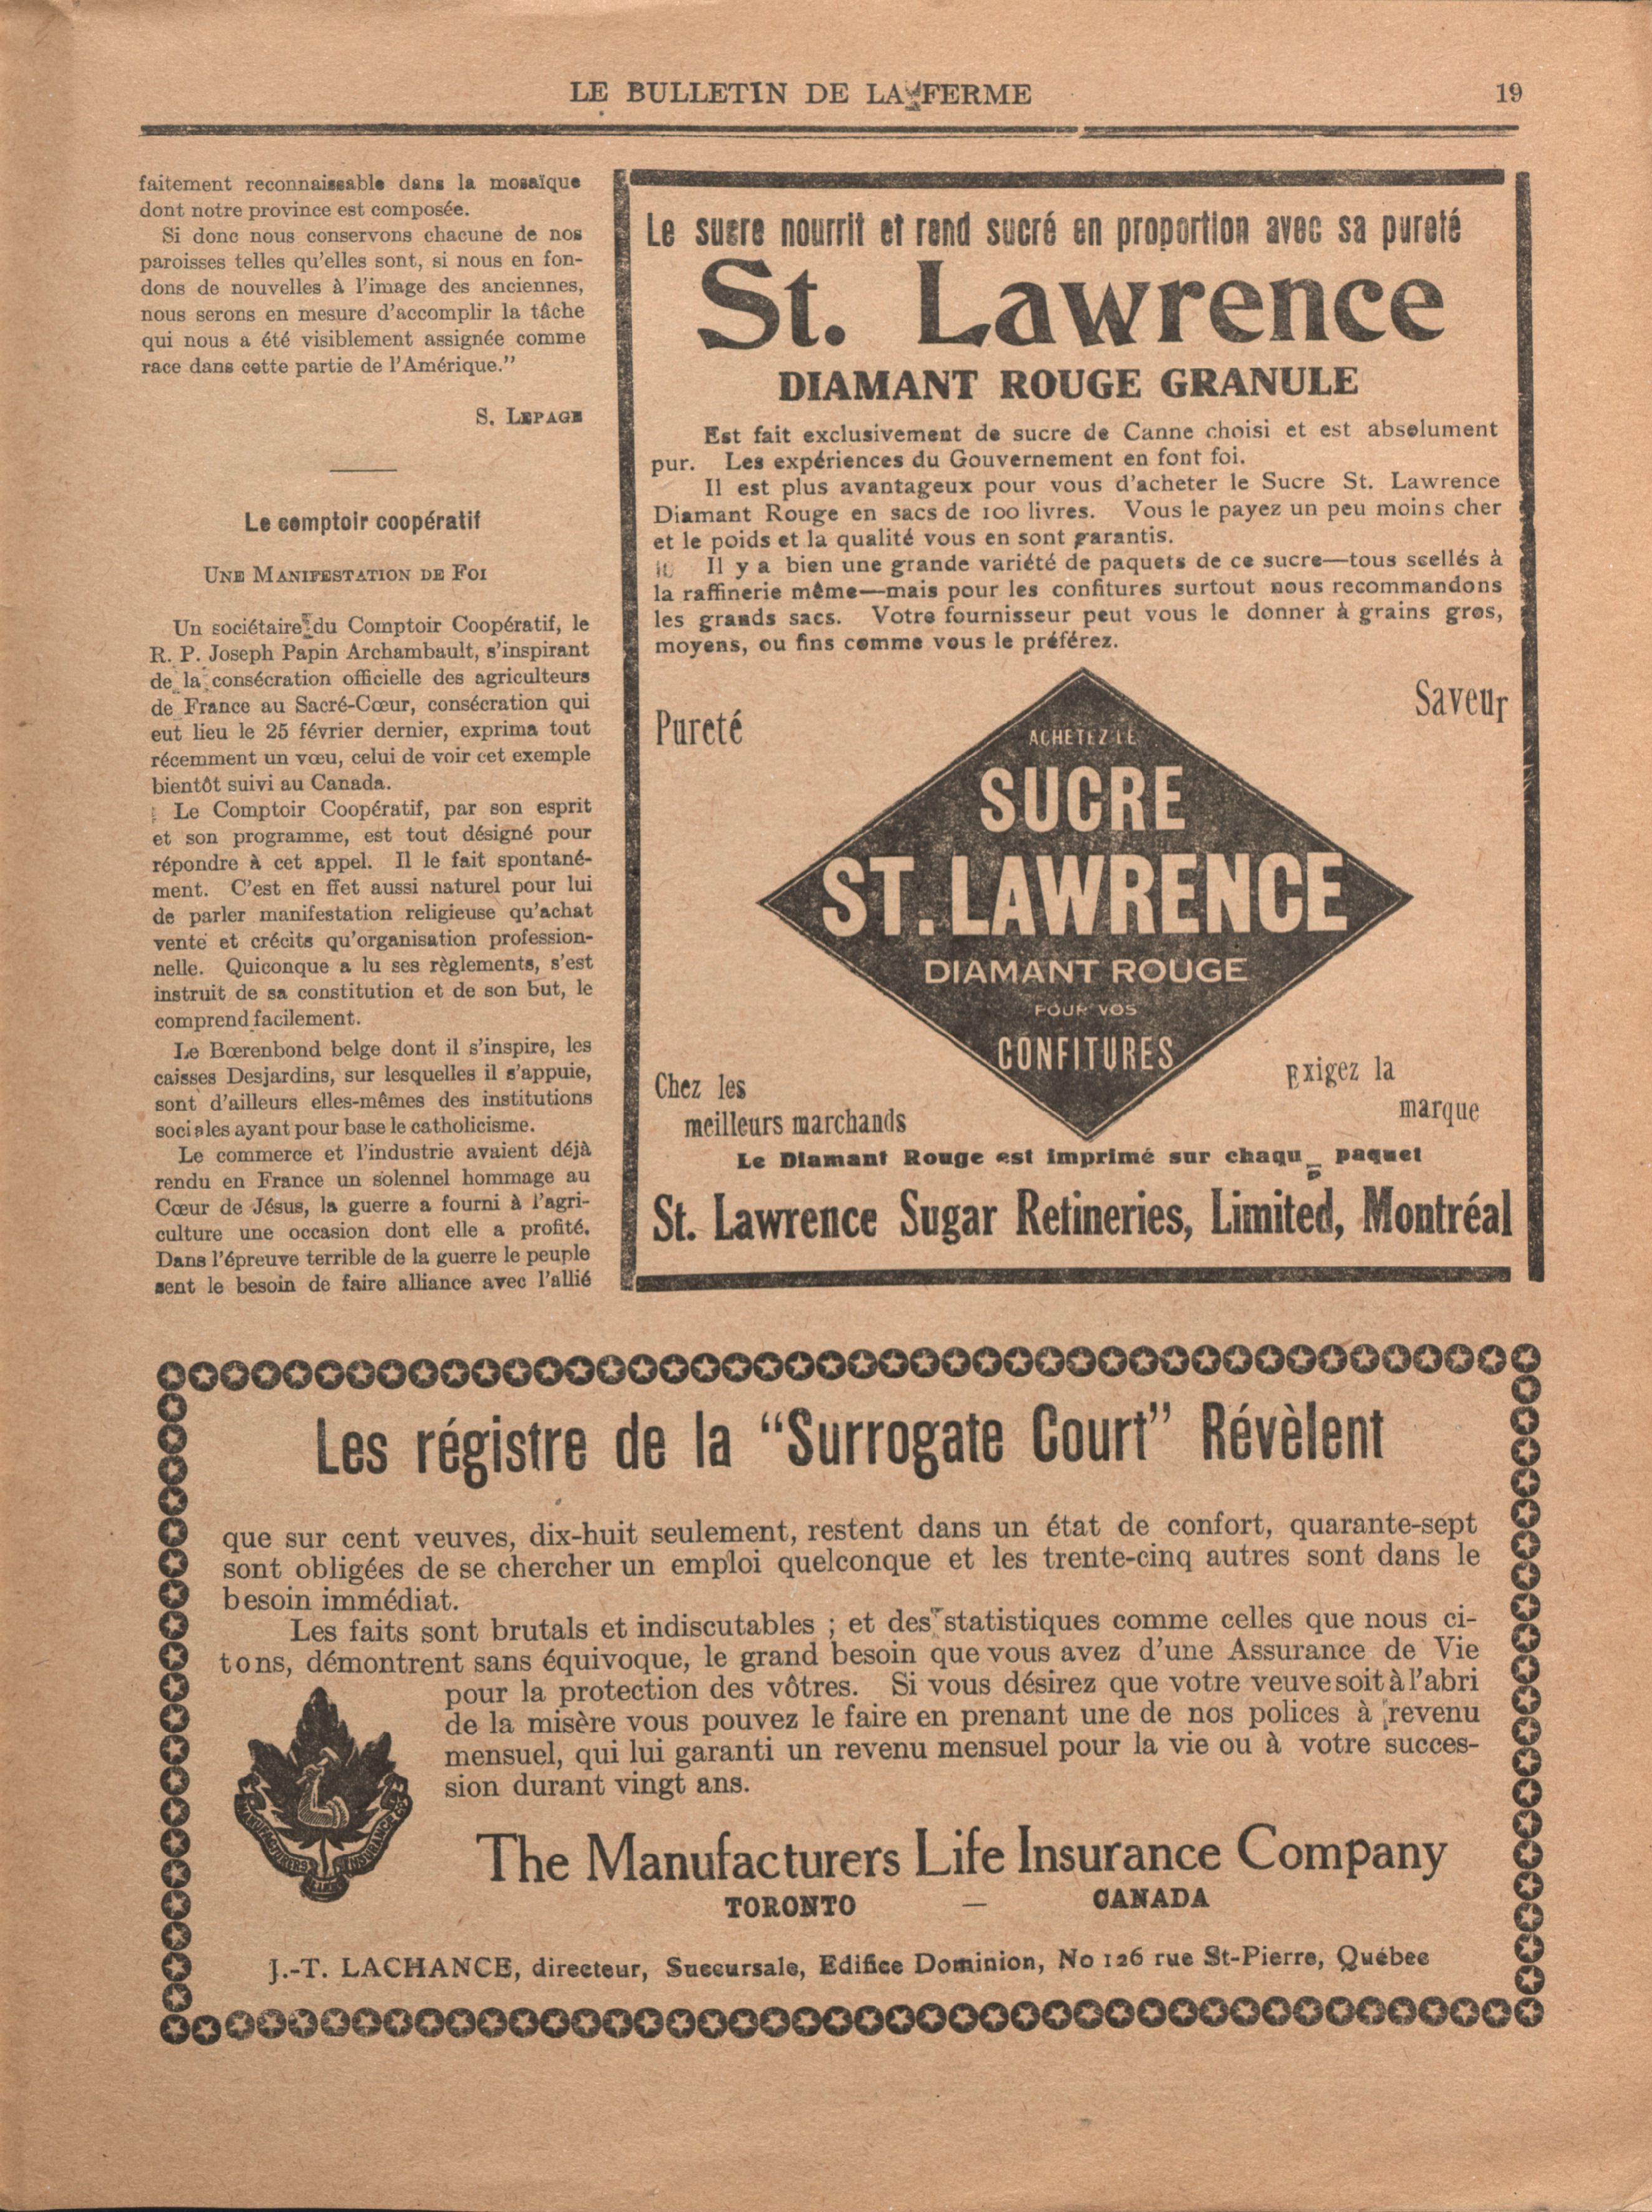 LE BULLETIN DE LA FERME
19
faitement reconnaissable dans la mosaïque
dont notre province est composée.
Si donc nous conservons chacune de nos
paroisses telles qu'elles sont, si nous en fon-
dons de nouvelles à l'image des anciennes,
nous serons en mesure d'accomplir la tâche
qui nous a été visiblement assignée comme
race dans cette partie de l'Amérique."
S. LEPAGE
Le comptoir coopératif
UNE MANIFESTATION DE FOI
Un sociétaire du Comptoir Coopératif, le
R. P. Joseph Papin Archambault, s'inspirant
de la consécration officielle des agriculteurs
de France au Sacré-Cœur, consécration qui
eut lieu le 25 février dernier, exprima tout
récemment un vœu, celui de voir cet exemple
bientôt suivi au Canada.
Le Comptoir Coopératif, par son esprit
et son programme, est tout désigné pour
répondre à cet appel. Il le fait spontané-
ment. C'est en ffet aussi naturel pour lui
de parler manifestation religieuse qu'achat
vente et crécits qu'organisation profession-
nelle. Quiconque a lu ses règlements, s'est
instruit de sa constitution et de son but, le
comprend facilement.
Le Bœrenbond belge dont il s'inspire, les
caisses Desjardins, sur lesquelles il s'appuie,
sont d'ailleurs elles-mêmes des institutions
sociales ayant pour base le catholicisme.
Le commerce et l'industrie avaient déjà
rendu en France un solennel hommage au
Cœur de Jésus, la guerre a fourni à l'agri-
culture une occasion dont elle a profité.
Dans l'épreuve terrible de la guerre le peuple
sent le besoin de faire alliance avec l'allié
Le sucre nourrit et rend sucré en proportion avec sa pureté
St. Lawrence
DIAMANT ROUGE GRANULE
Est fait exclusivement de sucre de Canne choisi et est absolument
pur. Les expériences du Gouvernement en font foi.
Il est plus avantageux pour vous d'acheter le Sucre St. Lawrence
Diamant Rouge en sacs de 100 livres. Vous le payez un peu moins cher
et le poids et la qualité vous en sont garantis.
Il y a bien une grande variété de paquets de ce sucre—tous scellés à
la raffinerie même—mais pour les confitures surtout nous recommandons
les grands sacs. Votre fournisseur peut vous le donner à grains gros,
moyens, ou fins comme vous le préférez.
Pureté
Saveur
ACHETEZ LE
SUCRE
ST. LAWRENCE
DIAMANT ROUGE
POUR VOS
CONFITURES
Chez les
meilleurs marchands
Exigez la
marque
Le Diamant Rouge est imprimé sur chaque paquet
St. Lawrence Sugar Refineries, Limited, Montréal
Les régistre de la "Surrogate Court" Révèlent
que sur cent veuves, dix-huit seulement, restent dans un état de confort, quarante-sept
sont obligées de se chercher un emploi quelconque et les trente-cinq autres sont dans le
besoin immédiat.
Les faits sont brutals et indiscutables ; et des statistiques comme celles que nous ci-
tons, démontrent sans équivoque, le grand besoin que vous avez d'une Assurance de Vie
pour la protection des vôtres. Si vous désirez que votre veuve soit à l'abri
de la misère vous pouvez le faire en prenant une de nos polices à revenu
mensuel, qui lui garanti un revenu mensuel pour la vie ou à votre succes-
sion durant vingt ans.
MANUFACTURERS LIFE INSURANCE Co.
The Manufacturers Life Insurance Company
TORONTO — CANADA
J.-T. LACHANCE, directeur, Succursale, Edifice Dominion, No 126 rue St-Pierre, Québec